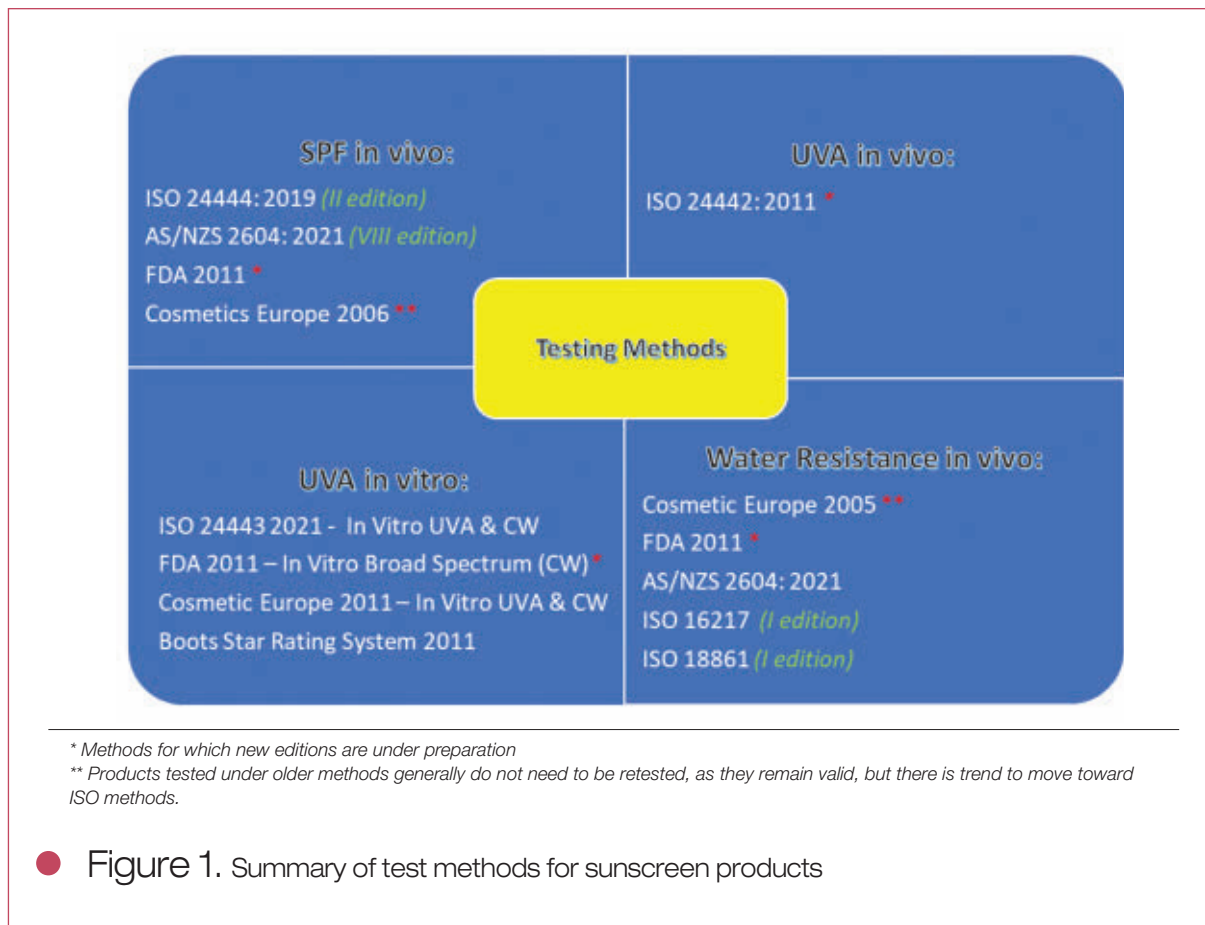 SPF in vivo:
ISO 24444: 2019 (II edition)
AS/NZS 2604: 2021 (VIII edition)
FDA 2011 *
Cosmetics Europe 2006 **
UVA in vivo:
ISO 24442: 2011 *
Testing Methods
UVA in vitro:
ISO 24443 2021 - In Vitro UVA & CW
FDA 2011 – In Vitro Broad Spectrum (CW) *
Cosmetic Europe 2011 – In Vitro UVA & CW
Boots Star Rating System 2011
Water Resistance in vivo:
Cosmetic Europe 2005 **
FDA 2011 *
AS/NZS 2604: 2021
ISO 16217 (I edition)
ISO 18861 (I edition)
* Methods for which new editions are under preparation
** Products tested under older methods generally do not need to be retested, as they remain valid, but there is trend to move toward
ISO methods.
Figure 1. Summary of test methods for sunscreen products